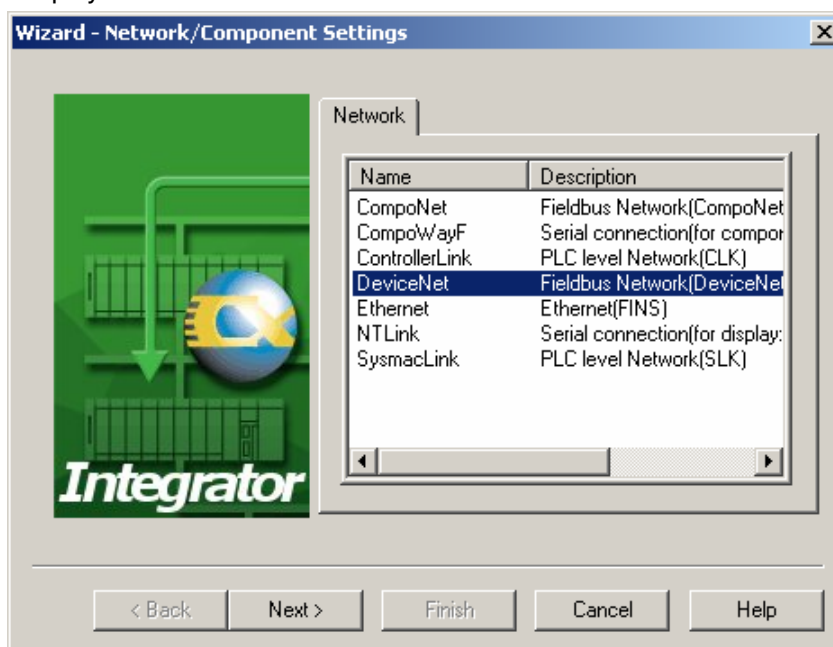 Wizard - Network/Component Settings
Network
Name Description
CompoNet Fieldbus Network(CompoNet
CompoWayF Serial connection(for compon
ControllerLink PLC level Network(CLK)
DeviceNet Fieldbus Network(DeviceNet
Ethernet Ethernet(FINS)
NTLink Serial connection(for display:
SysmacLink PLC level Network(SLK)
CX
Integrator
< Back Next > Finish Cancel Help